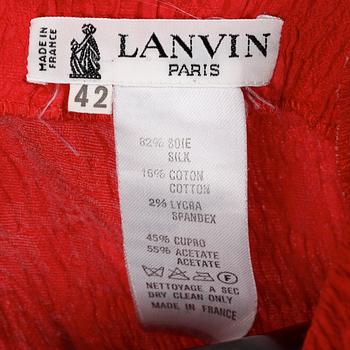 MADE IN
FRANCE
LANVIN
PARIS
42
82% SOIE
SILK
16% COTON
COTTON
2% LYCRA
SPANDEX
45% CUPRO
55% ACETATE
ACETATE
F
NETTOYAGE A SEC
DRY CLEAN ONLY
MADE IN FRANCE